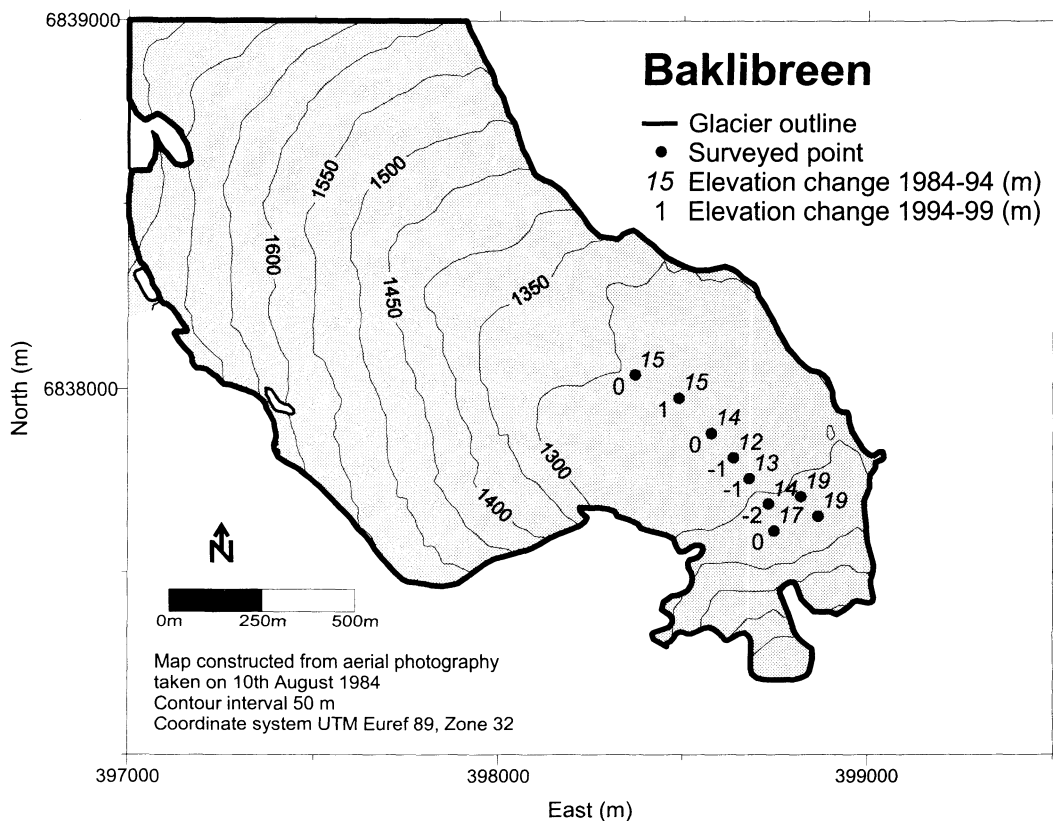 6839000
Baklibreen
Glacier outline
Surveyed point
15 Elevation change 1984-94 (m)
1 Elevation change 1994-99 (m)
1550
1500
1600
1450
1350
North (m)
6838000
15
0
15
1
14
0
12
-1
13
-1
14
-2
19
19
17
0
1300
1400
N
0m 250m 500m
Map constructed from aerial photography
taken on 10th August 1984
Contour interval 50 m
Coordinate system UTM Euref 89, Zone 32
397000 398000 399000
East (m)